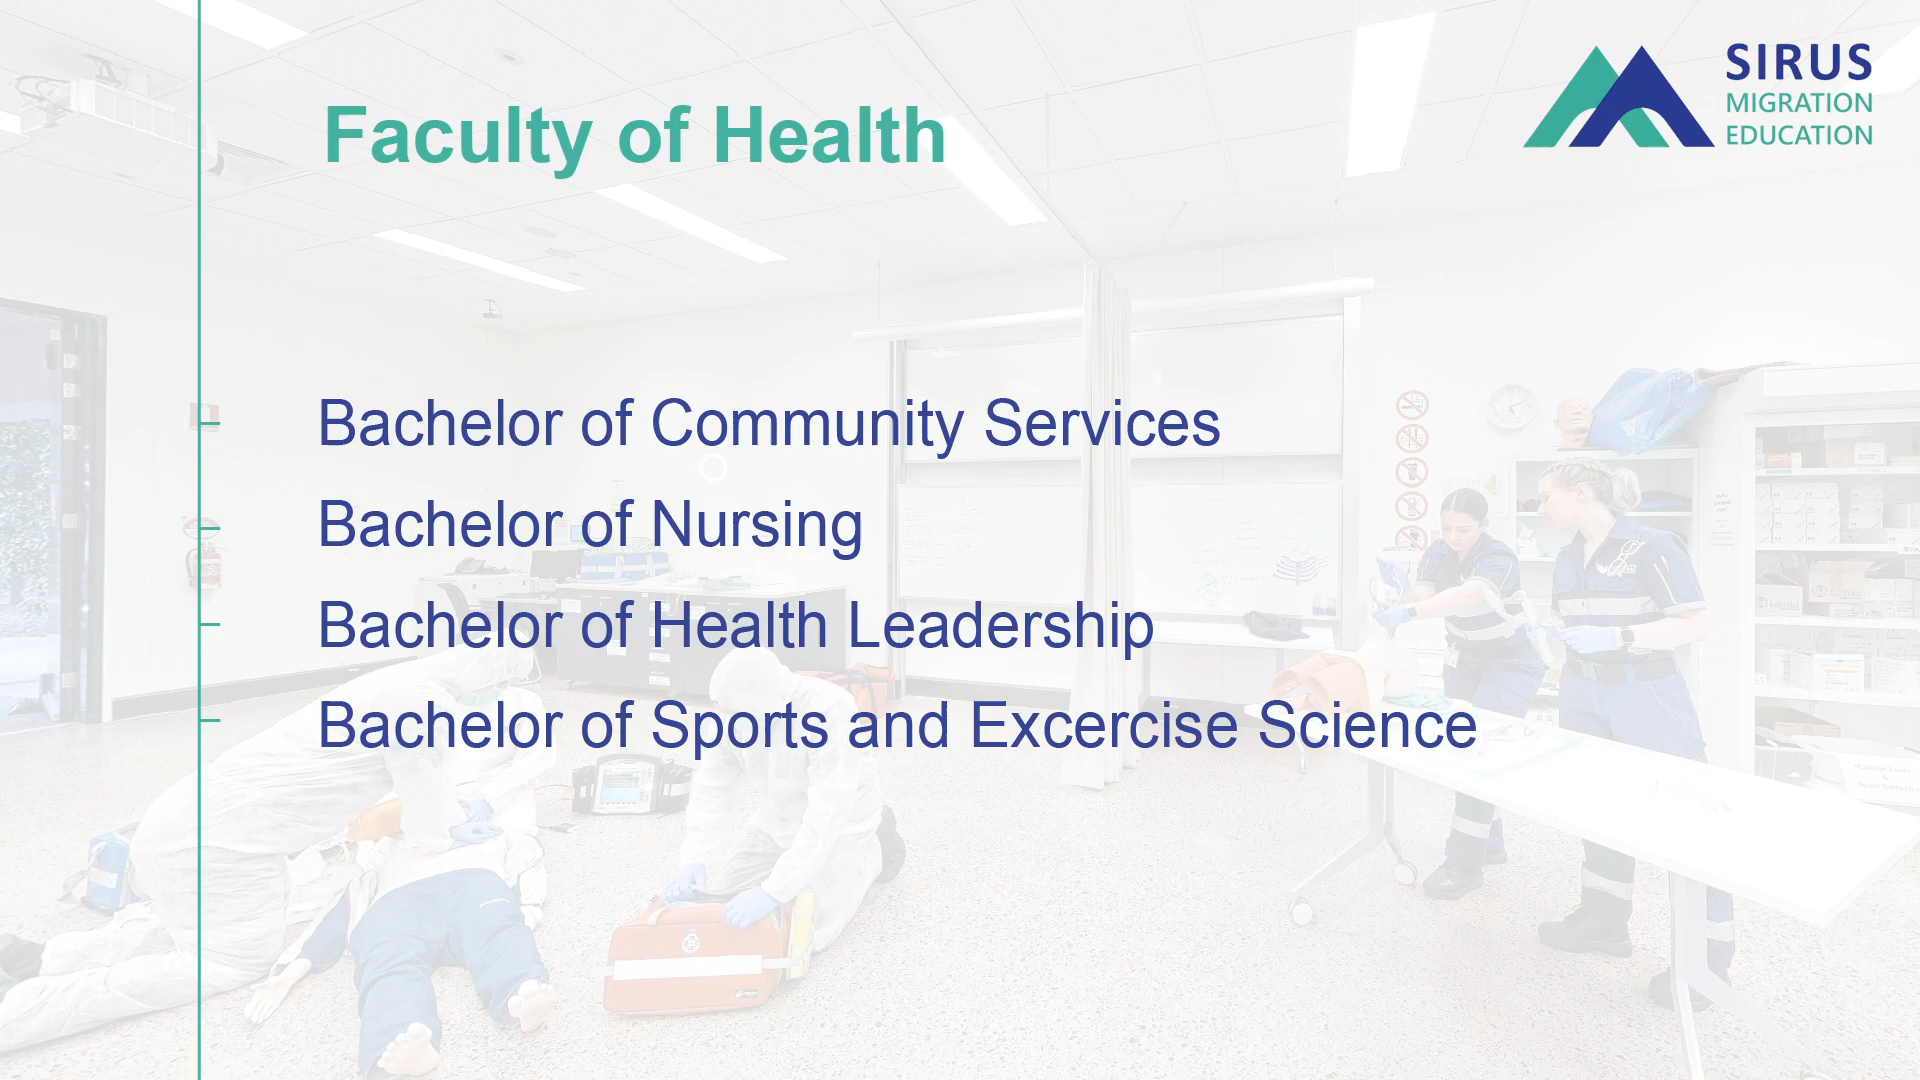 Faculty of Health
SIRUS
MIGRATION
EDUCATION
Bachelor of Community Services
Bachelor of Nursing
Bachelor of Health Leadership
Bachelor of Sports and Excercise Science